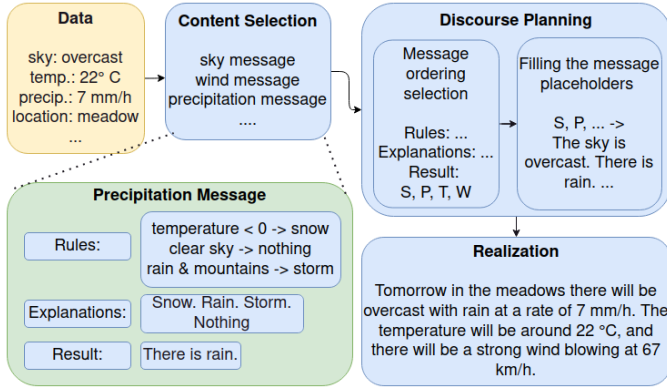 Data
sky: overcast
temp.: 22° C
precip.: 7 mm/h
location: meadow
...
Content Selection
sky message
wind message
precipitation message
....
Discourse Planning
Message
ordering
selection
Rules: ...
Explanations: ...
Result:
S, P, T, W
Filling the message
placeholders
S, P, ... ->
The sky is
overcast. There is
rain. ...
Precipitation Message
Rules:
temperature < 0 -> snow
clear sky -> nothing
rain & mountains -> storm
Explanations:
Snow. Rain. Storm.
Nothing
Result:
There is rain.
Realization
Tomorrow in the meadows there will be
overcast with rain at a rate of 7 mm/h. The
temperature will be around 22 °C, and
there will be a strong wind blowing at 67
km/h.